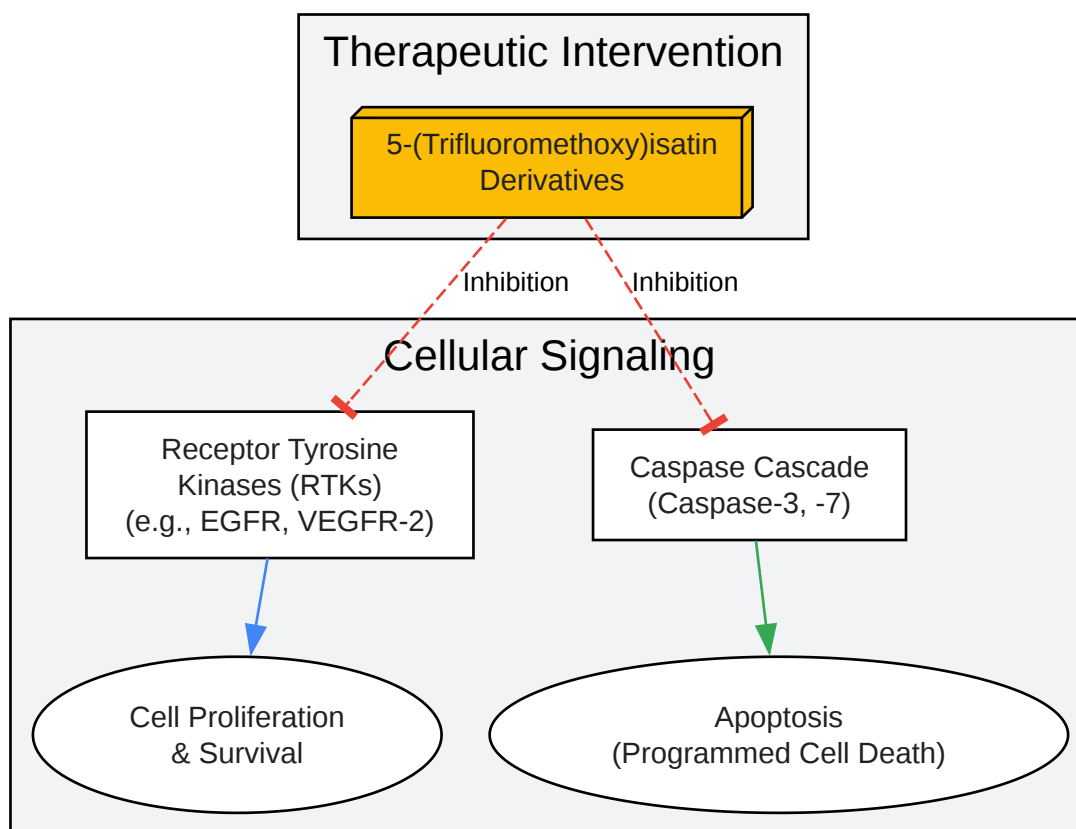 Therapeutic Intervention
5-(Trifluoromethoxy)isatin
Derivatives
Inhibition
Inhibition
Cellular Signaling
Receptor Tyrosine
Kinases (RTKs)
(e.g., EGFR, VEGFR-2)
Caspase Cascade
(Caspase-3, -7)
Cell Proliferation
& Survival
Apoptosis
(Programmed Cell Death)